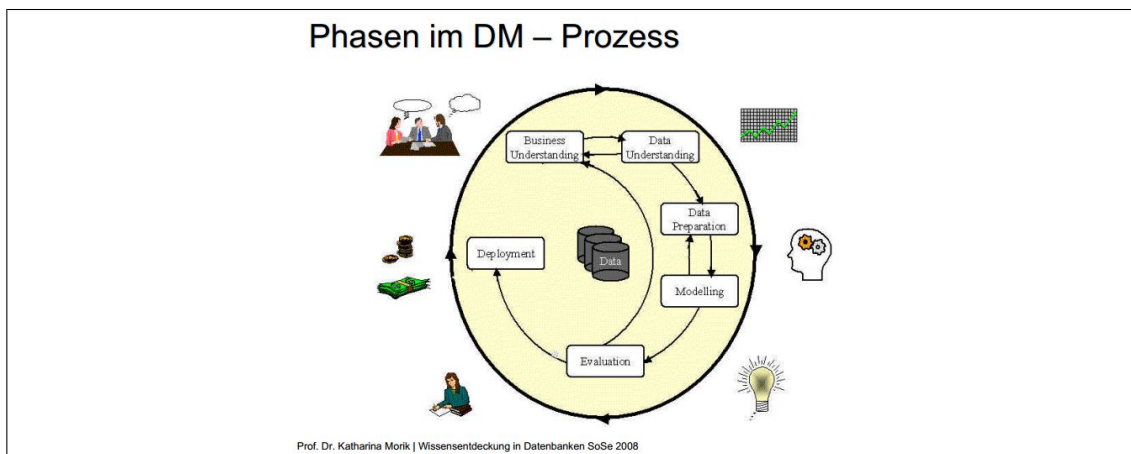 Phasen im DM – Prozess
Business
Understanding
Data
Understanding
Data
Preparation
Deployment
Data
Modelling
Evaluation
Prof. Dr. Katharina Morik | Wissensentdeckung in Datenbanken SoSe 2008